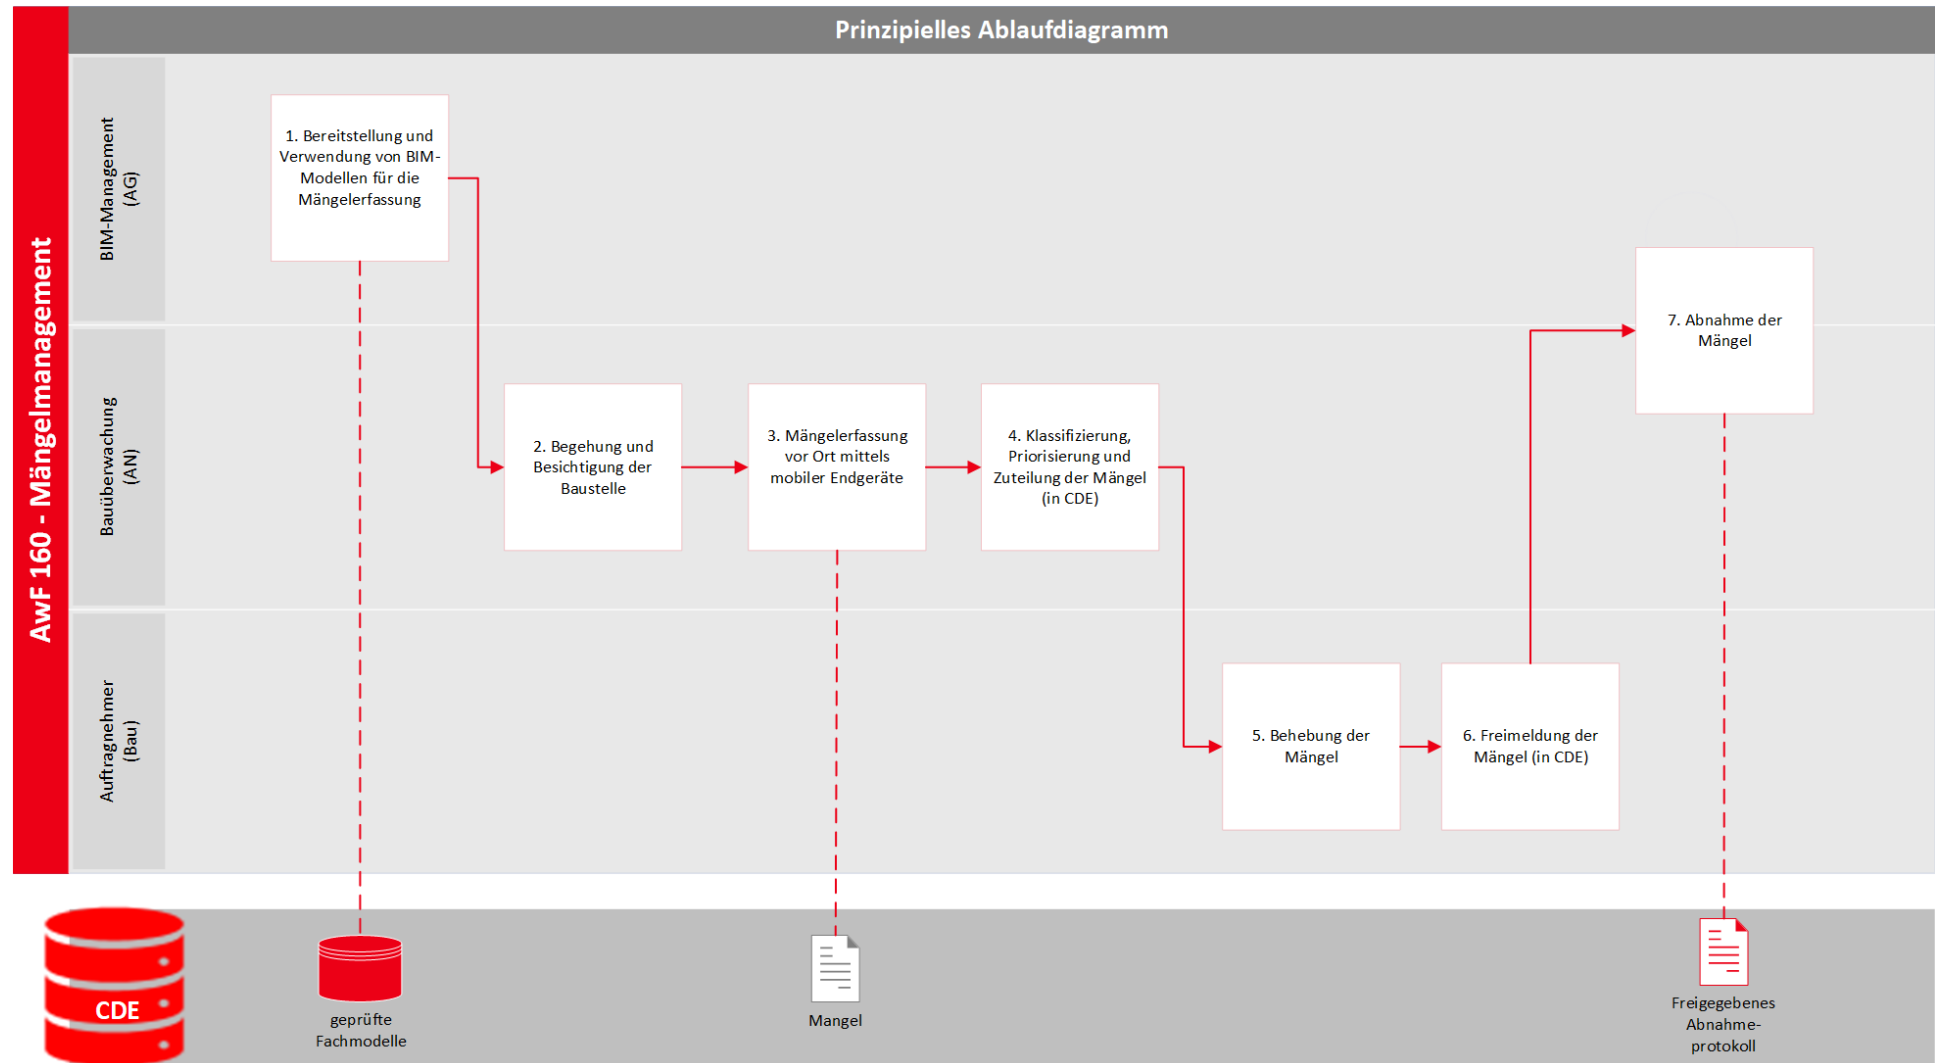 Prinzipielles Ablaufdiagramm
AwF 160 - Mängelmanagement
BIM-Management
(AG)
1. Bereitstellung und
Verwendung von BIM-
Modellen für die
Mängelerfassung
7. Abnahme der
Mängel
Bauüberwachung
(AN)
2. Begehung und
Besichtigung der
Baustelle
3. Mängelerfassung
vor Ort mittels
mobiler Endgeräte
4. Klassifizierung,
Priorisierung und
Zuteilung der Mängel
(in CDE)
Auftragnehmer
(Bau)
5. Behebung der
Mängel
6. Freimeldung der
Mängel (in CDE)
CDE
geprüfte
Fachmodelle
Mangel
Freigegebenes
Abnahme-
protokoll